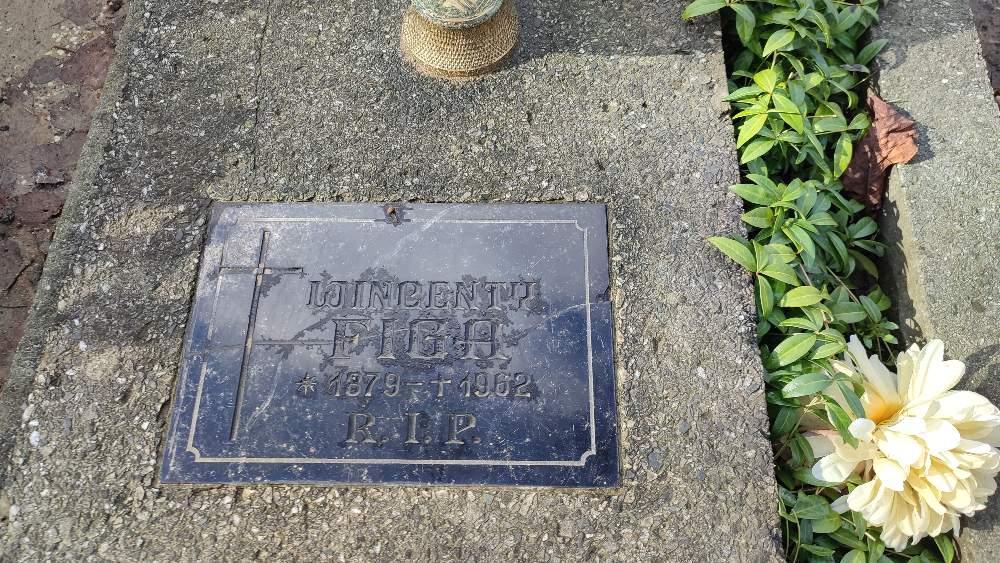 WINCENTY
FIGA
* 1879 - † 1962
R. I. P.